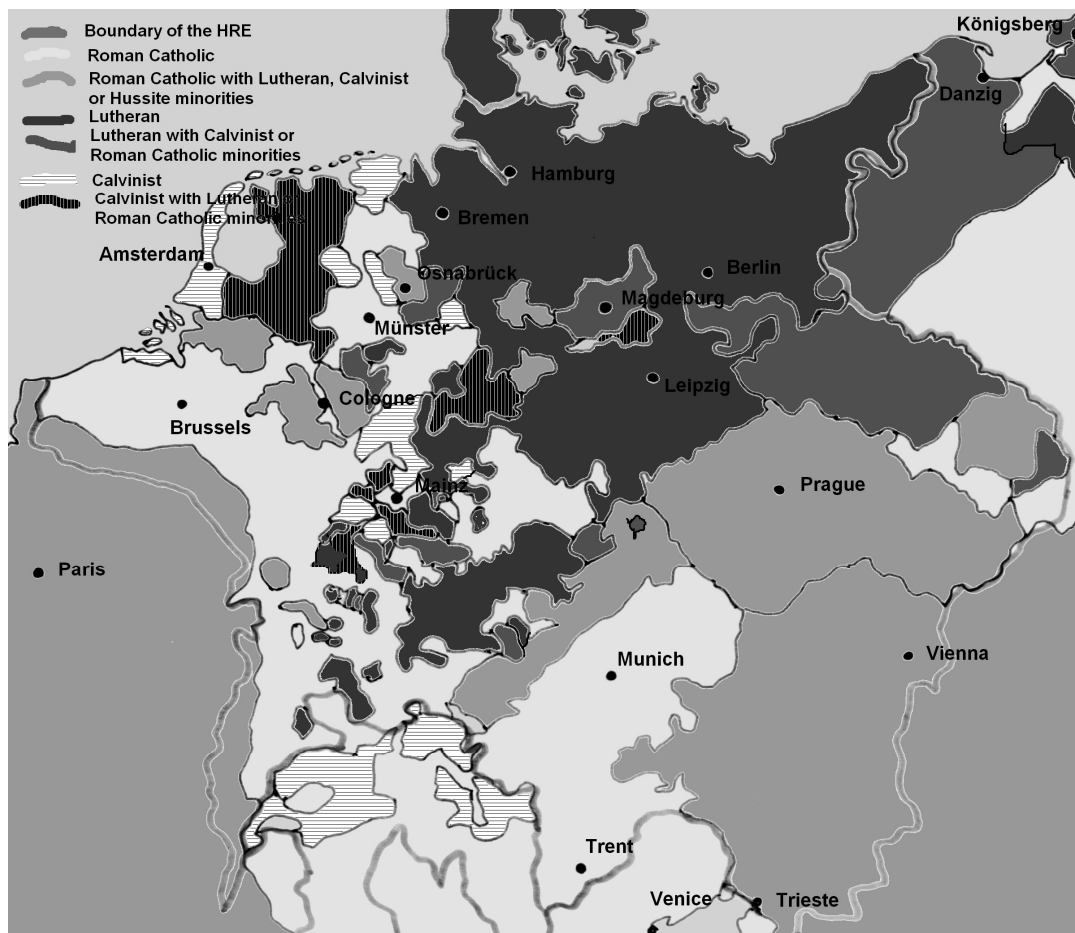 Boundary of the HRE
Roman Catholic
Roman Catholic with Lutheran, Calvinist
or Hussite minorities
Lutheran
Lutheran with Calvinist or
Roman Catholic minorities
Calvinist
Calvinist with Lutheran or
Roman Catholic minorities
Königsberg
Danzig
Hamburg
Bremen
Amsterdam
Osnabrück
Berlin
Magdeburg
Münster
Leipzig
Cologne
Brussels
Mainz
Prague
Paris
Munich
Vienna
Trent
Venice
Trieste